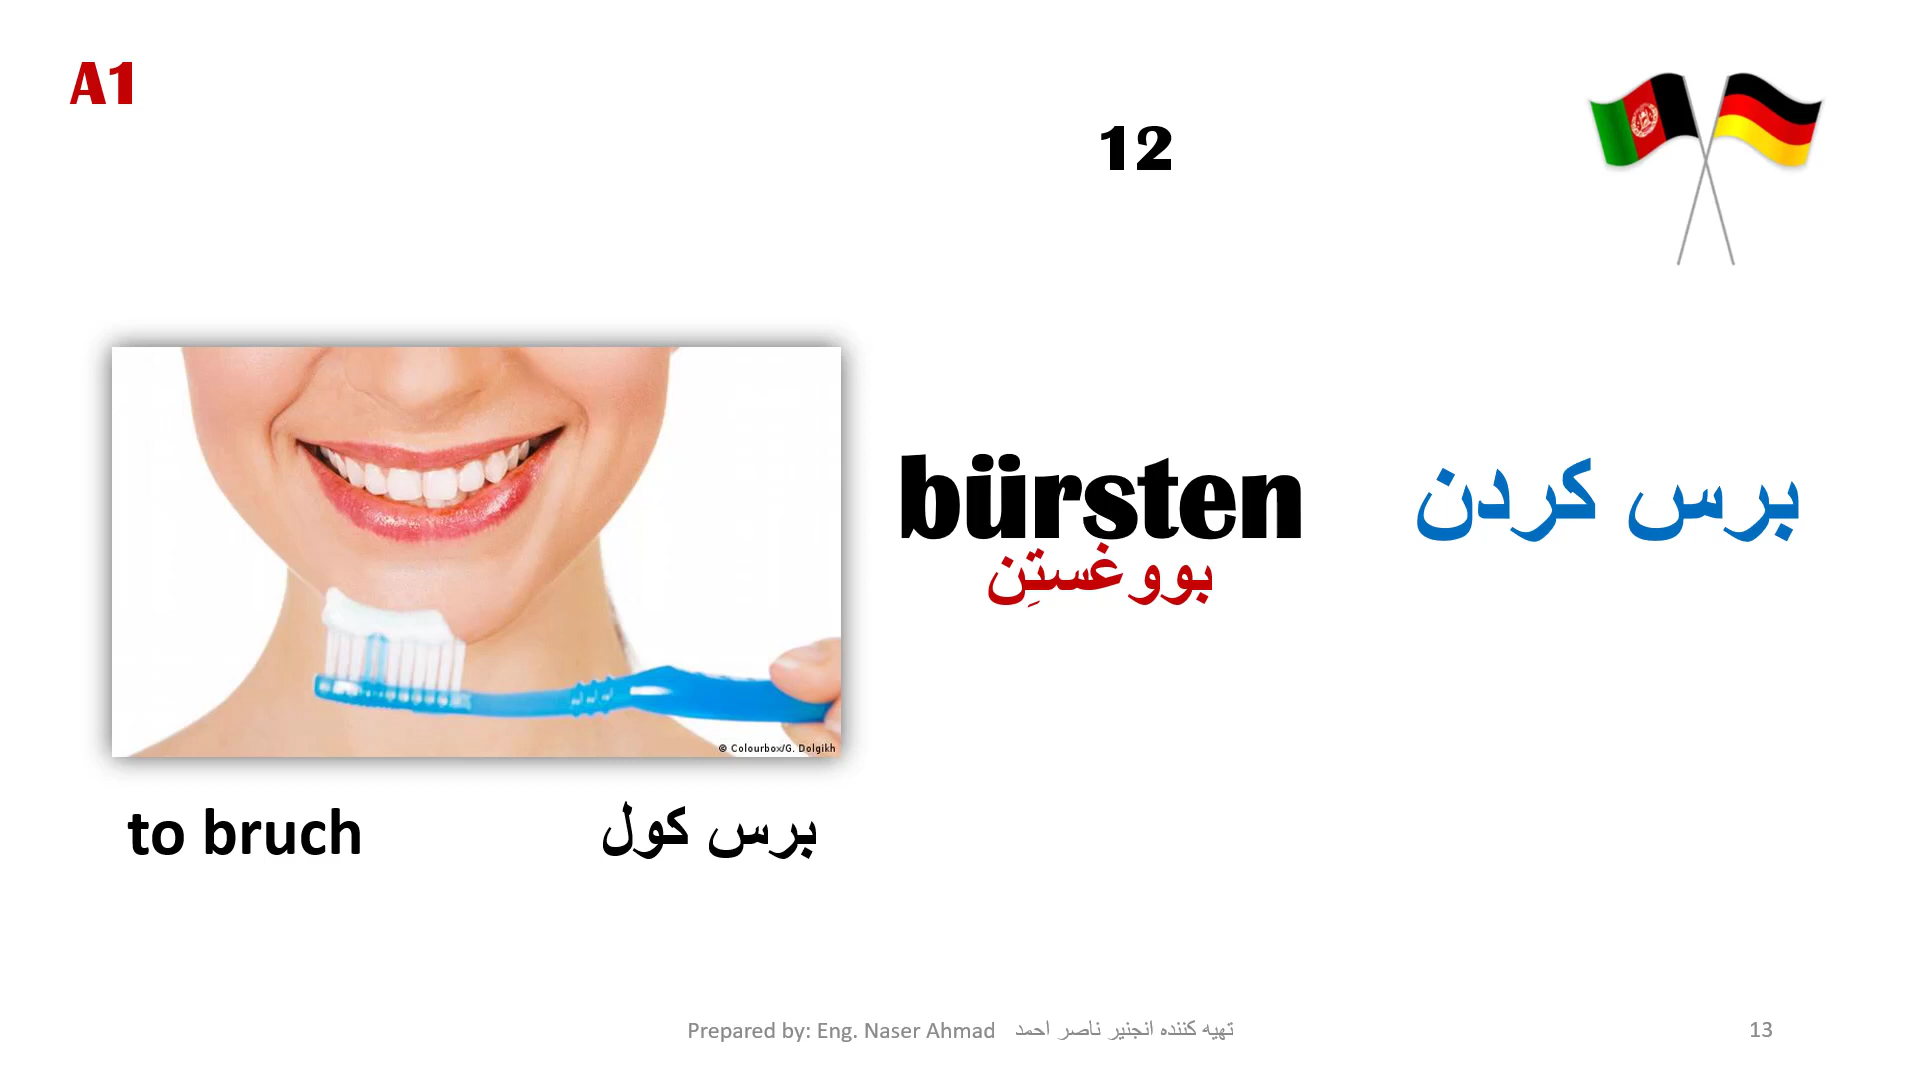 A1
12
bürsten
برس کردن
بووغستِن
© Colourbox/G. Dolgikh
to bruch
برس کول
Prepared by: Eng. Naser Ahmad تهیه کننده انجنیر ناصر احمد
13